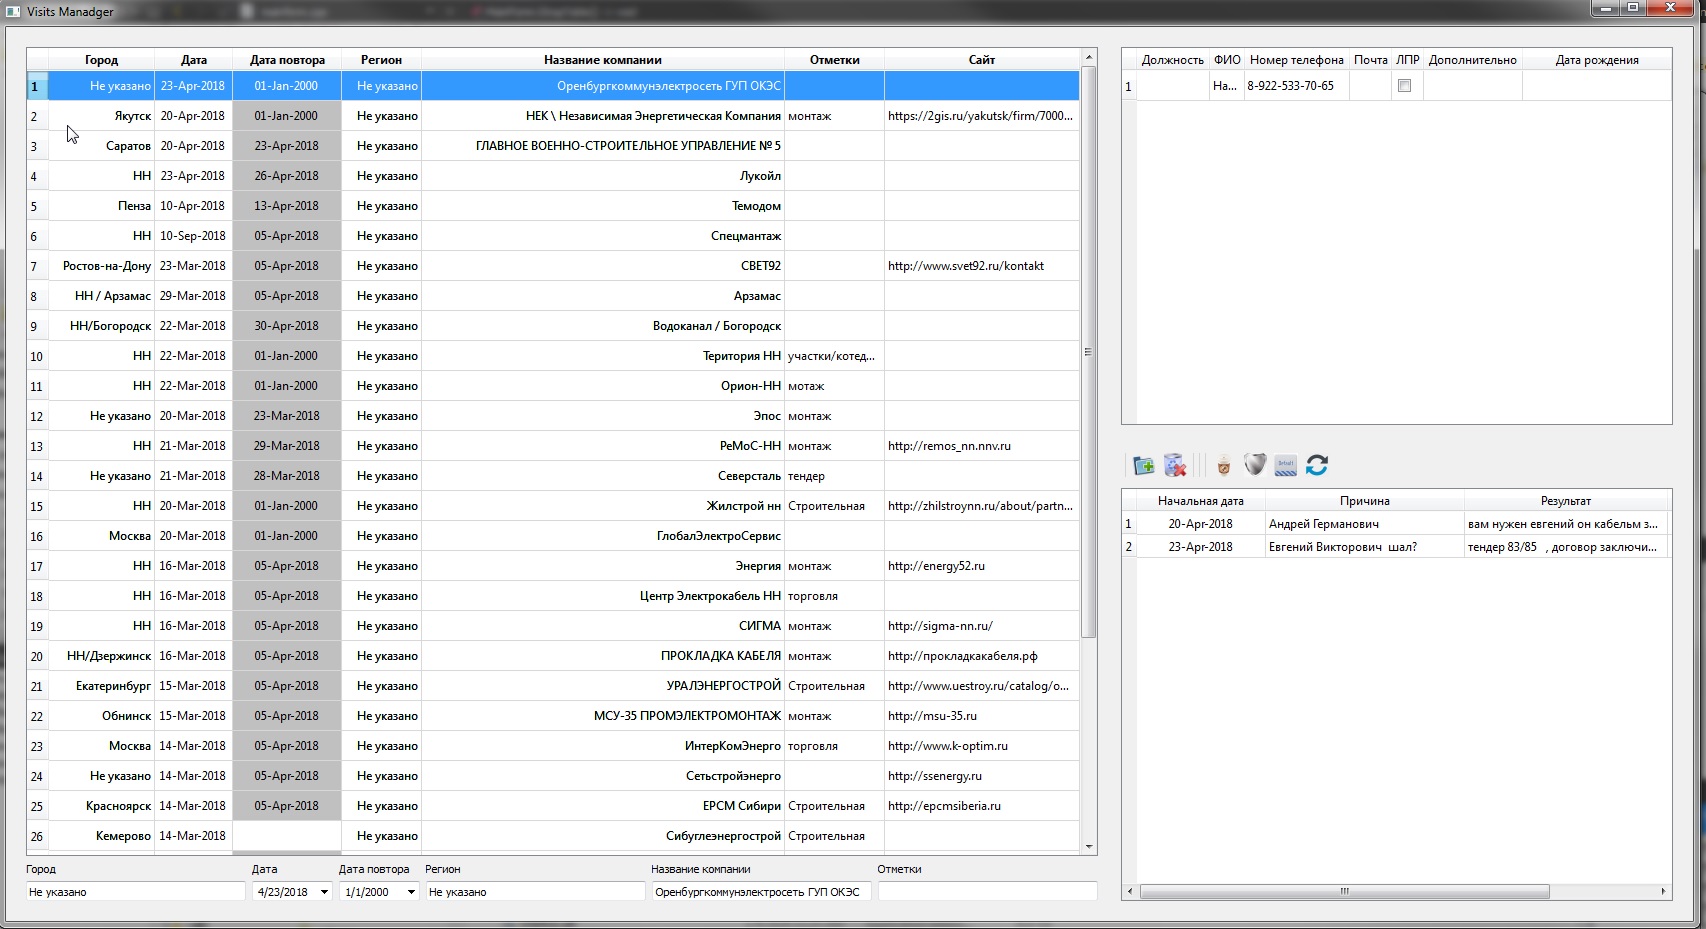 Visits Manadger
Город Дата Дата повтора Регион Название компании Отметки Сайт
1 Не указано 23-Apr-2018 01-Jan-2000 Не указано Оренбургкоммунэлектросеть ГУП ОКЭС
2 Якутск 20-Apr-2018 01-Jan-2000 Не указано НЕК \ Независимая Энергетическая Компания монтаж https://2gis.ru/yakutsk/firm/7000...
3 Саратов 20-Apr-2018 23-Apr-2018 Не указано ГЛАВНОЕ ВОЕННО-СТРОИТЕЛЬНОЕ УПРАВЛЕНИЕ № 5
4 НН 23-Apr-2018 26-Apr-2018 Не указано Лукойл
5 Пенза 10-Apr-2018 13-Apr-2018 Не указано Темодом
6 НН 10-Sep-2018 05-Apr-2018 Не указано Спецмантаж
7 Ростов-на-Дону 23-Mar-2018 05-Apr-2018 Не указано СВЕТ92 http://www.svet92.ru/kontakt
8 НН / Арзамас 29-Mar-2018 05-Apr-2018 Не указано Арзамас
9 НН/Богородск 22-Mar-2018 30-Apr-2018 Не указано Водоканал / Богородск
10 НН 22-Mar-2018 01-Jan-2000 Не указано Територия НН участки/котед...
11 НН 22-Mar-2018 01-Jan-2000 Не указано Орион-НН мотаж
12 Не указано 20-Mar-2018 23-Mar-2018 Не указано Эпос монтаж
13 НН 21-Mar-2018 29-Mar-2018 Не указано РеМоС-НН монтаж http://remos_nn.nnv.ru
14 Не указано 21-Mar-2018 28-Mar-2018 Не указано Северсталь тендер
15 НН 20-Mar-2018 01-Jan-2000 Не указано Жилстрой нн Строительная http://zhilstroynn.ru/about/partn...
16 Москва 20-Mar-2018 01-Jan-2000 Не указано ГлобалЭлектроСервис
17 НН 16-Mar-2018 05-Apr-2018 Не указано Энергия монтаж http://energy52.ru
18 НН 16-Mar-2018 05-Apr-2018 Не указано Центр Электрокабель НН торговля
19 НН 16-Mar-2018 05-Apr-2018 Не указано СИГМА монтаж http://sigma-nn.ru/
20 НН/Дзержинск 16-Mar-2018 05-Apr-2018 Не указано ПРОКЛАДКА КАБЕЛЯ монтаж http://прокладкакабеля.рф
21 Екатеринбург 15-Mar-2018 05-Apr-2018 Не указано УРАЛЭНЕРГОСТРОЙ Строительная http://www.uestroy.ru/catalog/o...
22 Обнинск 15-Mar-2018 05-Apr-2018 Не указано МСУ-35 ПРОМЭЛЕКТРОМОНТАЖ монтаж http://msu-35.ru
23 Москва 14-Mar-2018 05-Apr-2018 Не указано ИнтерКомЭнерго торговля http://www.k-optim.ru
24 Не указано 14-Mar-2018 05-Apr-2018 Не указано Сетьстройэнерго http://ssenergy.ru
25 Красноярск 14-Mar-2018 05-Apr-2018 Не указано ЕРСМ Сибири Строительная http://epcmsiberia.ru
26 Кемерово 14-Mar-2018 Не указано Сибуглеэнергострой Строительная
Город Дата Дата повтора Регион Название компании Отметки
Не указано 4/23/2018 1/1/2000 Не указано Оренбургкоммунэлектросеть ГУП ОКЭС
Должность ФИО Номер телефона Почта ЛПР Дополнительно Дата рождения
1 На... 8-922-533-70-65
Начальная дата Причина Результат
1 20-Apr-2018 Андрей Германович вам нужен евгений он кабелым з...
2 23-Apr-2018 Евгений Викторович шал? тендер 83/85 , договор заключи...